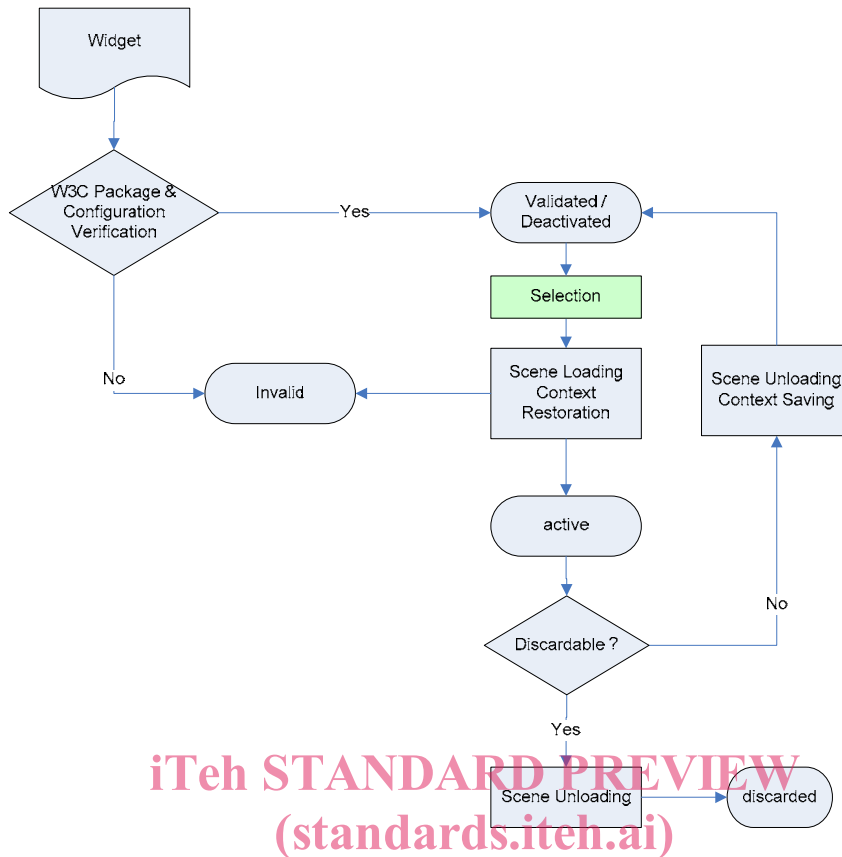 Widget
W3C Package &
Configuration
Verification
Yes
Validated /
Deactivated
Selection
No
Invalid
Scene Loading
Context
Restoration
Scene Unloading
Context Saving
active
No
Discardable ?
Yes
iTeh STANDARD PREVIEW
Scene Unloading
discarded
(standards.iteh.ai)